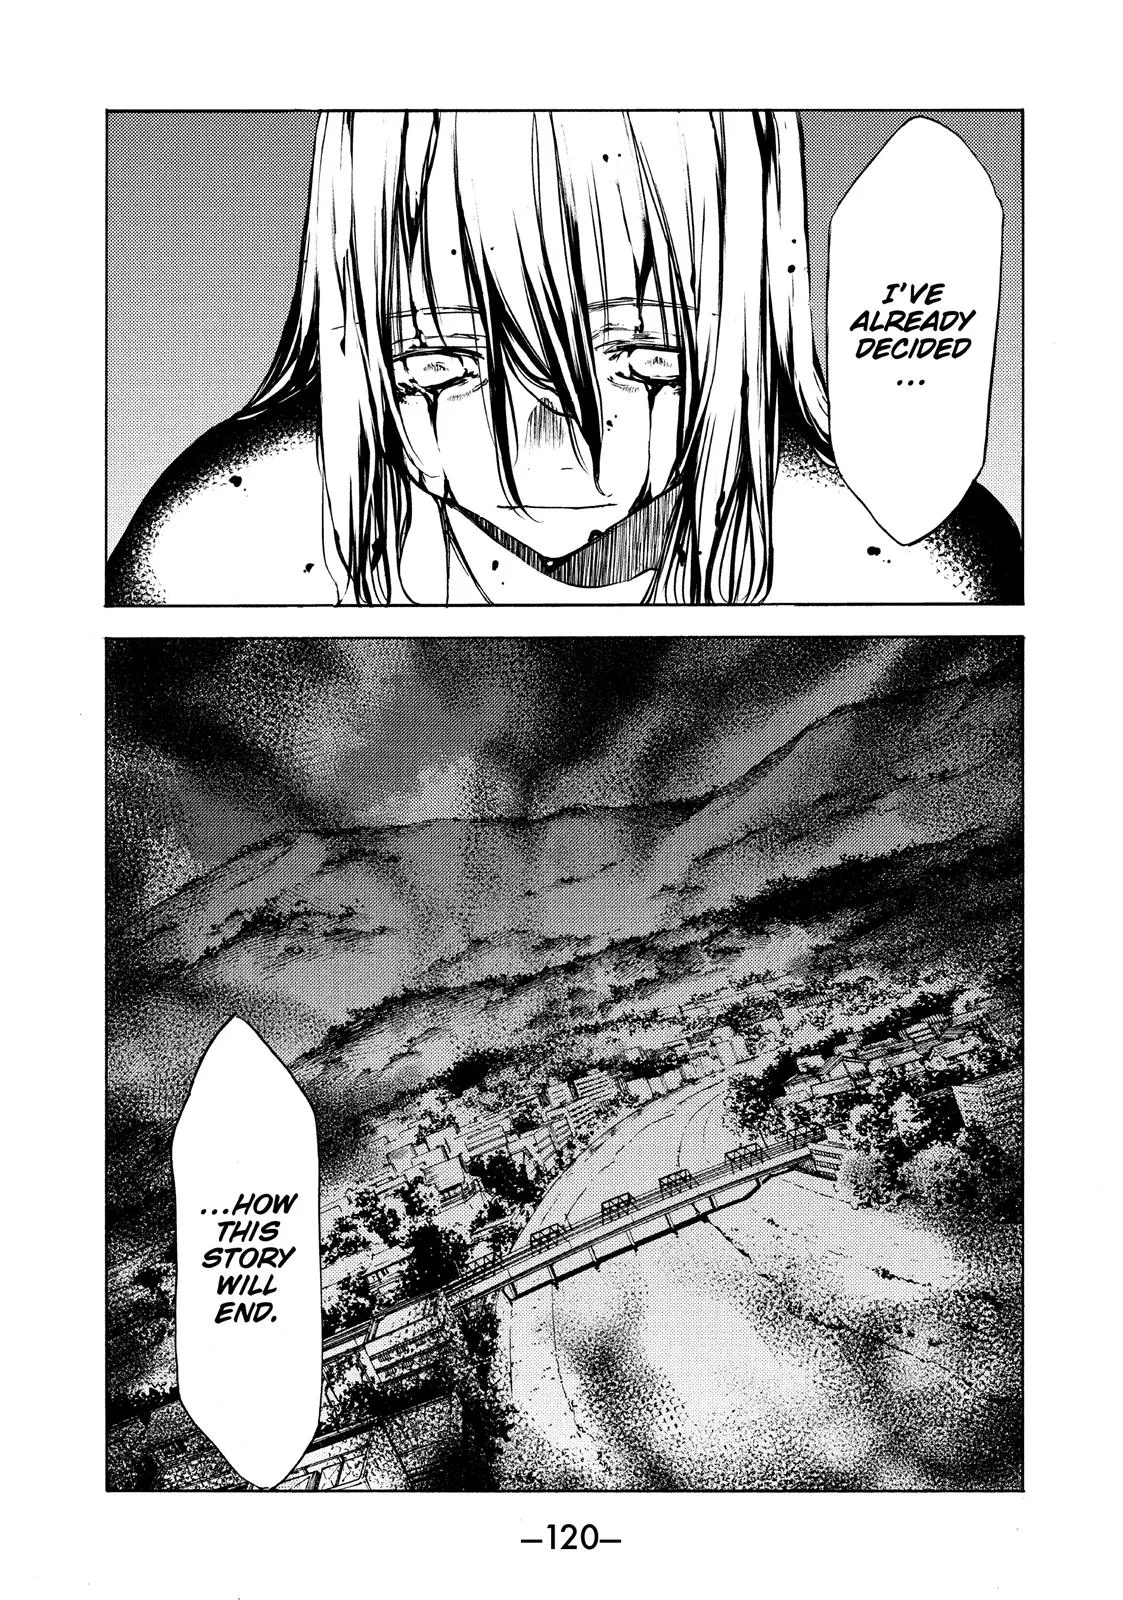 I'VE
ALREADY
DECIDED
...
...HOW
THIS
STORY
WILL
END.
—120—